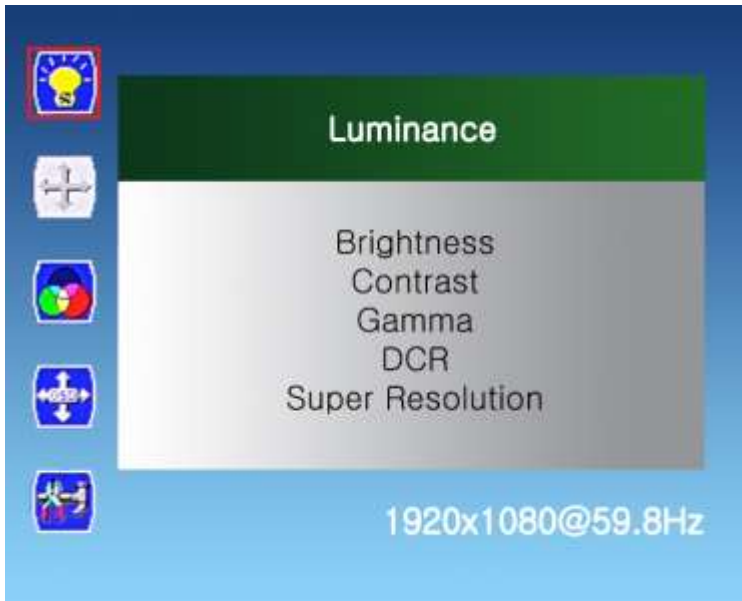 Luminance
Brightness
Contrast
Gamma
DCR
Super Resolution
1920x1080@59.8Hz